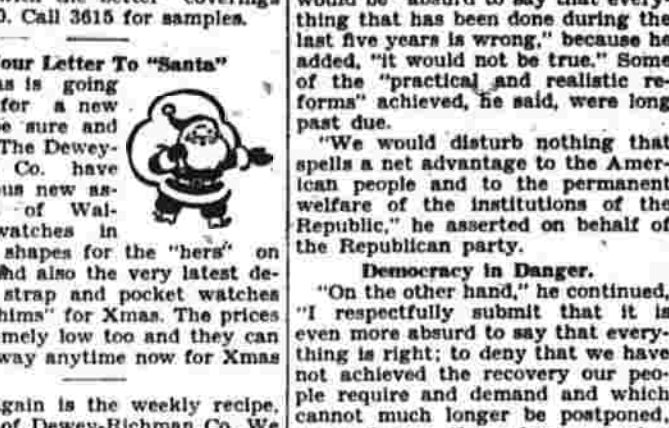 0. Call 3615 for samples.
our Letter To "Santa"
as is going
for a new
e sure and
The Dewey-
Co. have
ous new as-
of Wal-
watches in
shapes for the "hers" on
and also the very latest de-
strap and pocket watches
hims" for Xmas. The prices
mely low too and they can
way anytime now for Xmas
gain is the weekly recipe,
of Dewey-Richman Co. We
would be "absurd to say that every-
thing that has been done during the
last five years is wrong," because he
added, "it would not be true." Some
of the "practical and realistic re-
forms" achieved, he said, were long
past due.
"We would disturb nothing that
spells a net advantage to the Amer-
ican people and to the permanent
welfare of the institutions of the
Republic," he asserted on behalf of
the Republican party.
Democracy in Danger.
"On the other hand," he continued,
"I respectfully submit that it is
even more absurd to say that every-
thing is right; to deny that we have
not achieved the recovery our peo-
ple require and demand and which
cannot much longer be postponed.